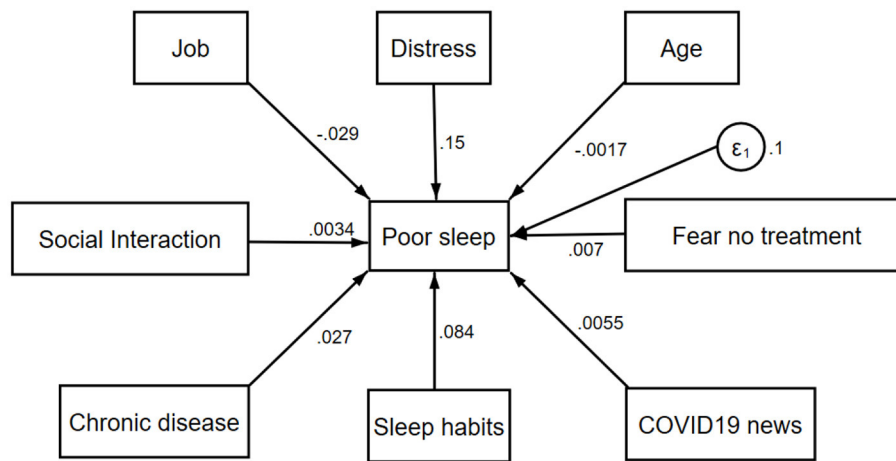 Job
Distress
Age
-.029
.15
-.0017
ε₁
.1
Social Interaction
.0034
Poor sleep
.007
Fear no treatment
.027
.084
.0055
Chronic disease
Sleep habits
COVID19 news